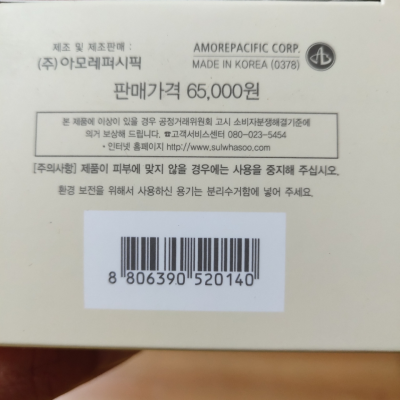 제조 및 제조판매 :
(주)아모레퍼시픽
AMOREPACIFIC CORP.
MADE IN KOREA (0378)
판매가격 65,000원
본 제품에 이상이 있을 경우 공정거래위원회 고시 소비자분쟁해결기준에
의거 보상해 드립니다. ☎고객서비스센터 080-023-5454
• 인터넷 홈페이지 http://www.sulwhasoo.com
[주의사항] 제품이 피부에 맞지 않을 경우에는 사용을 중지해 주십시오.
환경 보전을 위해서 사용하신 용기는 분리수거함에 넣어 주세요.
8 806390 520140